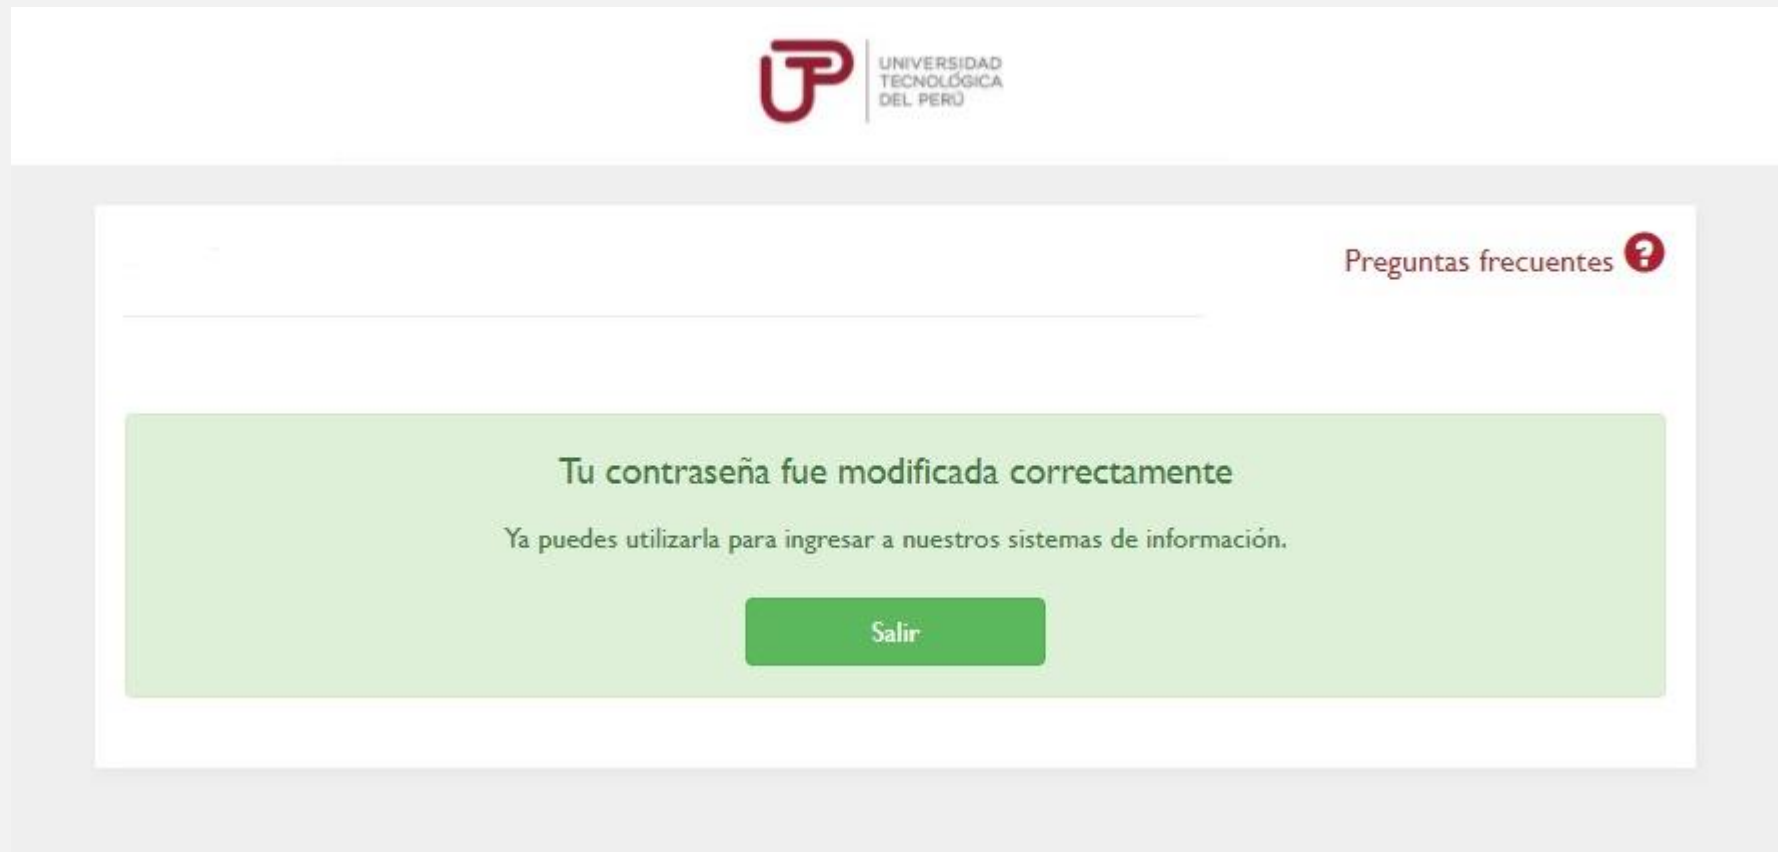 UNIVERSIDAD
TECNOLÓGICA
DEL PERÚ
Preguntas frecuentes ?
Tu contraseña fue modificada correctamente
Ya puedes utilizarla para ingresar a nuestros sistemas de información.
Salir